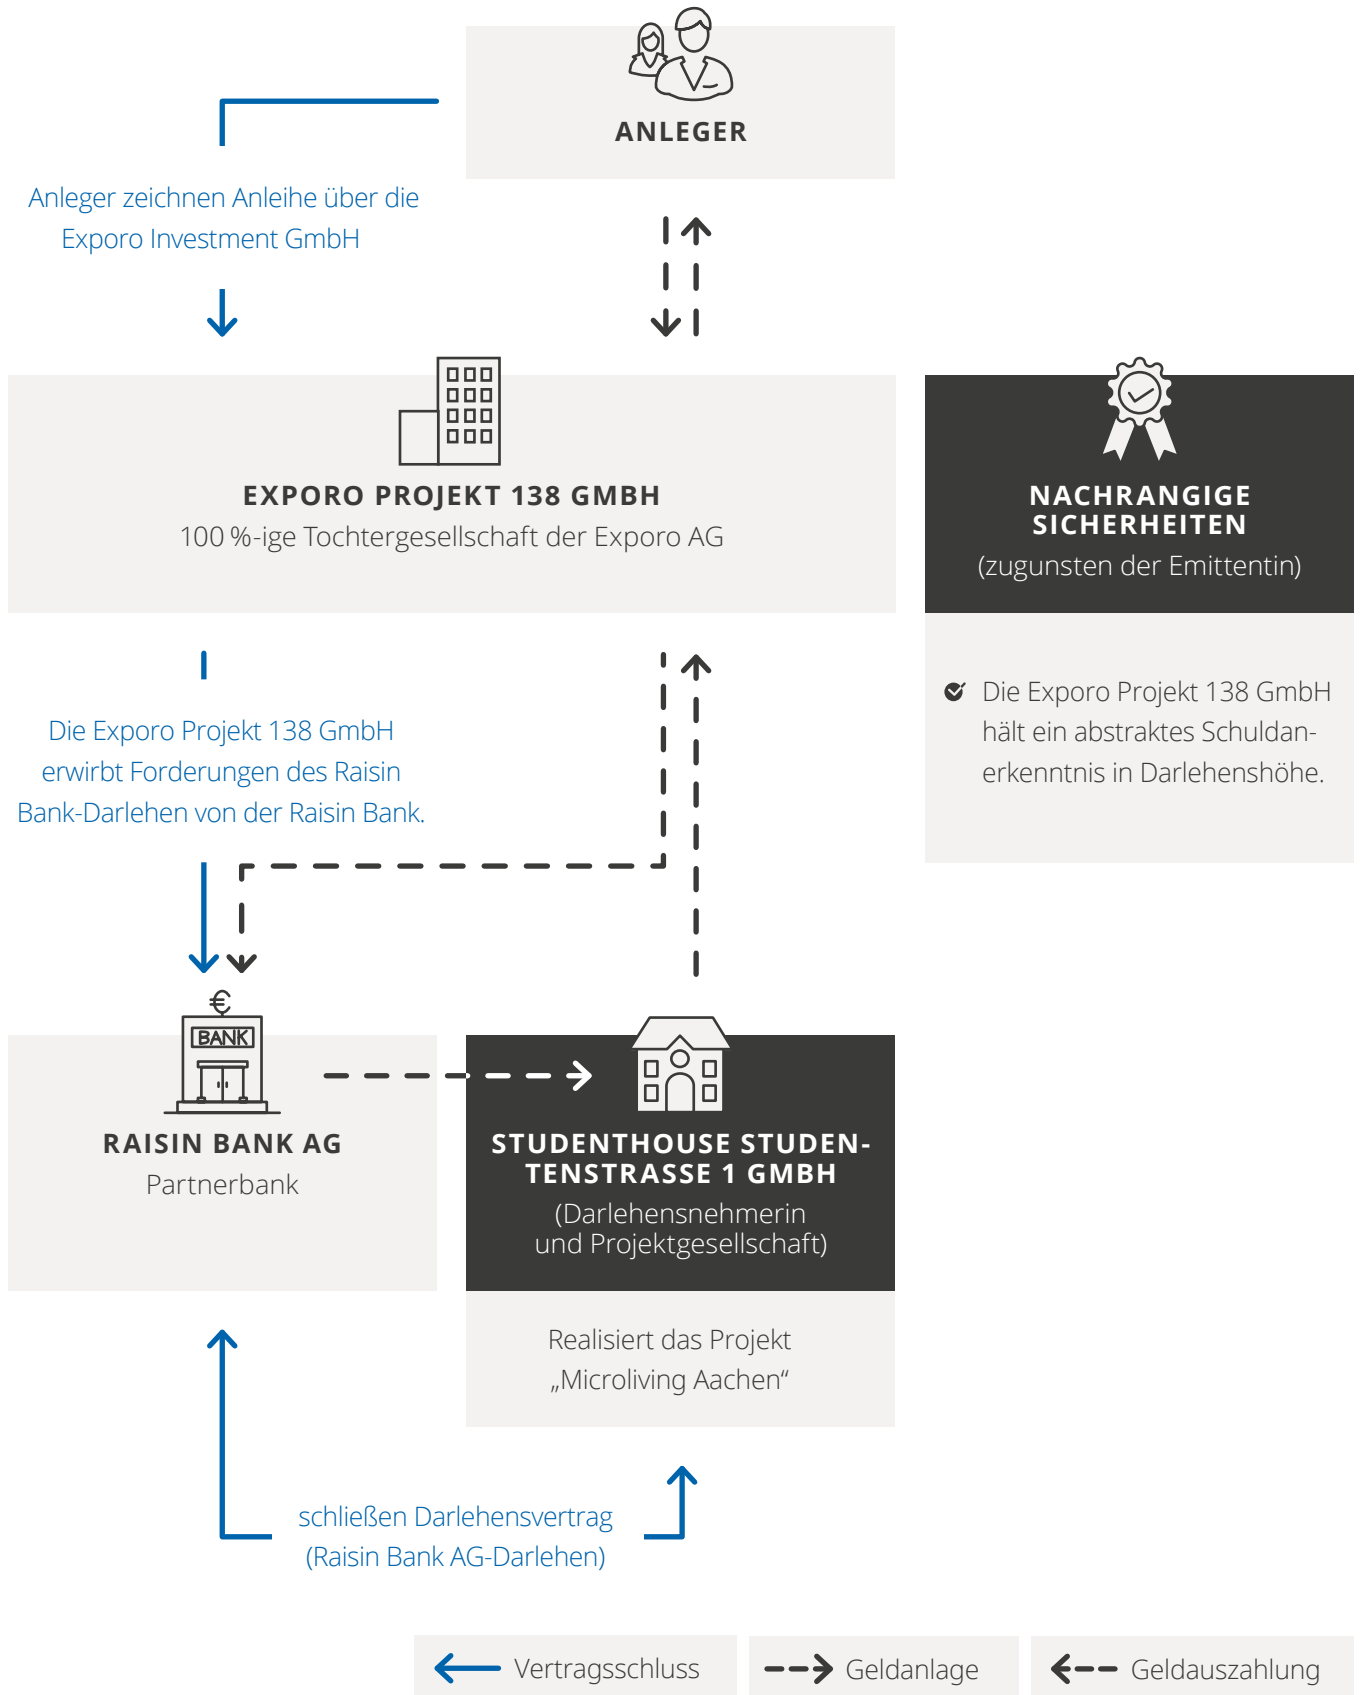 ANLEGER
Anleger zeichnen Anleihe über die
Exporo Investment GmbH
EXPORO PROJEKT 138 GMBH
100 %-ige Tochtergesellschaft der Exporo AG
NACHRANGIGE
SICHERHEITEN
(zugunsten der Emittentin)
Die Exporo Projekt 138 GmbH
hält ein abstraktes Schuldan-
erkenntnis in Darlehenshöhe.
Die Exporo Projekt 138 GmbH
erwirbt Forderungen des Raisin
Bank-Darlehen von der Raisin Bank.
€
BANK
RAISIN BANK AG
Partnerbank
STUDENTHOUSE STUDEN-
TENSTRASSE 1 GMBH
(Darlehensnehmerin
und Projektgesellschaft)
Realisiert das Projekt
„Microliving Aachen“
schließen Darlehensvertrag
(Raisin Bank AG-Darlehen)
Vertragsschluss
Geldanlage
Geldauszahlung